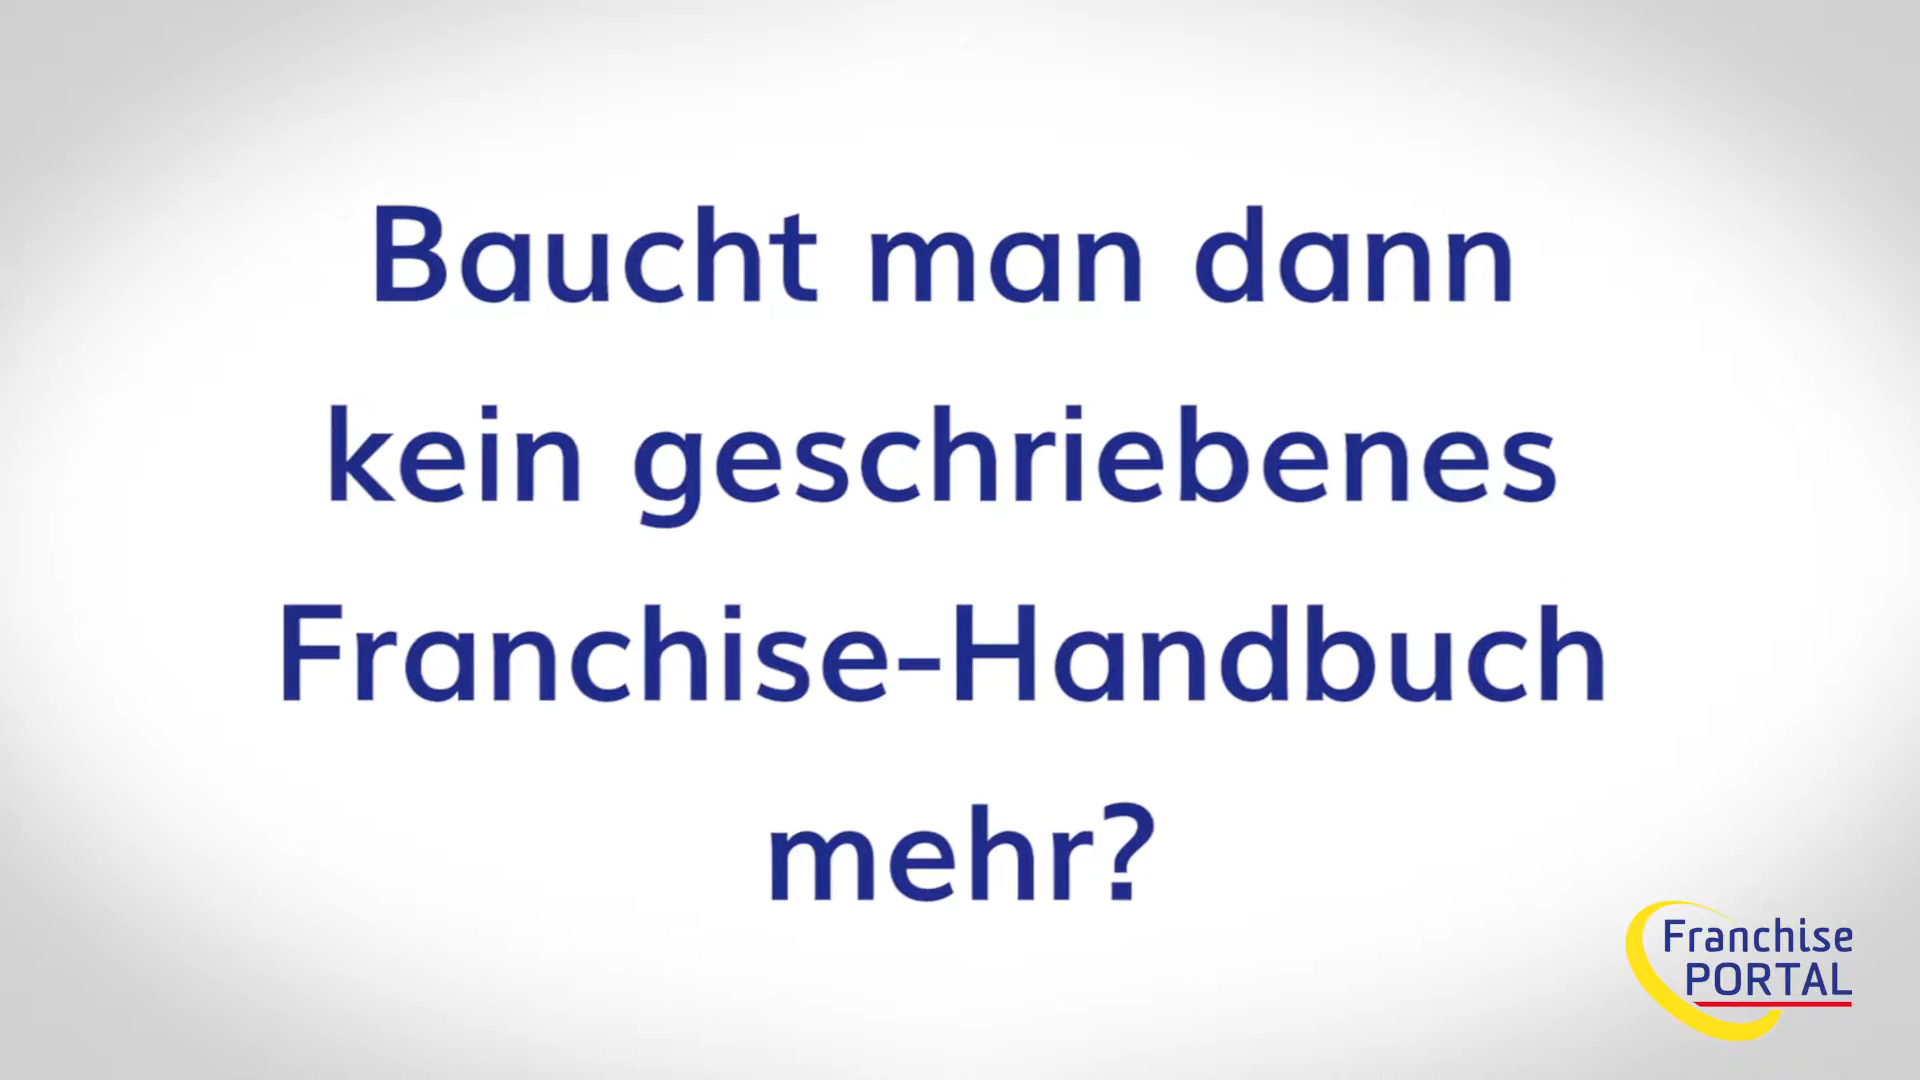 Baucht man dann
kein geschriebenes
Franchise-Handbuch
mehr?
Franchise
PORTAL